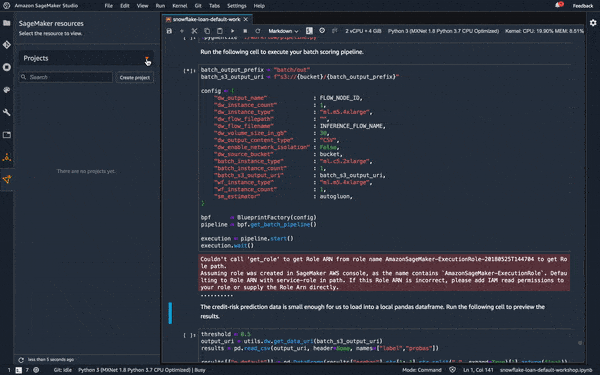 Amazon SageMaker Studio
File Edit View Run Kernel Git Tabs Settings Help
SageMaker resources
Select the resource to view.
Projects
Search
Create project
There are no projects yet.
less than 5 seconds ago
snowflake-loan-default-work
Markdown
2 vCPU + 4 GiB
Python 3 (MXNet 1.8 Python 3.7 CPU Optimized)
Kernel: CPU: 19.90% MEM: 8.51%
Run the following cell to execute your batch scoring pipeline.
[*]:
batch_output_prefix = "batch/out"
batch_s3_output_uri = f"s3://{bucket}/{batch_output_prefix}"
config = {
"dw_output_name" : FLOW_NODE_ID,
"dw_instance_count" : 1,
"dw_instance_type" : "ml.m5.4xlarge",
"dw_flow_filepath" : "",
"dw_flow_filename" : INFERENCE_FLOW_NAME,
"dw_volume_size_in_gb" : 30,
"dw_output_content_type" : "CSV",
"dw_enable_network_isolation" : False,
"dw_source_bucket" : bucket,
"batch_instance_type" : "ml.c5.2xlarge",
"batch_instance_count" : 1,
"batch_s3_output_uri" : batch_s3_output_uri,
"wf_instance_type" : "ml.m5.4xlarge",
"wf_instance_count" : 1,
"sm_estimator" : autogluon,
}
bpf = BlueprintFactory(config)
pipeline = bpf.get_batch_pipeline()
execution = pipeline.start()
execution.wait()
Couldn't call 'get_role' to get Role ARN from role name AmazonSageMaker-ExecutionRole-20180525T144704 to get Ro
le path.
Assuming role was created in SageMaker AWS console, as the name contains `AmazonSageMaker-ExecutionRole`. Defau
lting to Role ARN with service-role in path. If this Role ARN is incorrect, please add IAM read permissions to
your role or supply the Role Arn directly.
..........
The credit-risk prediction data is small enough for us to load into a local pandas dataframe. Run the following cell to preview the
results.
[ ]:
threshold = 0.5
output_uri = utils.dw.get_data_uri(batch_s3_output_uri)
results = pd.read_csv(output_uri, header=None, names=["label","probas"])
1
Git: idle
Python 3 (MXNet 1.8 Python 3.7 CPU Optimized) | Busy
Mode: Command
Ln 1, Col 141
snowflake-loan-default-workshop.ipynb